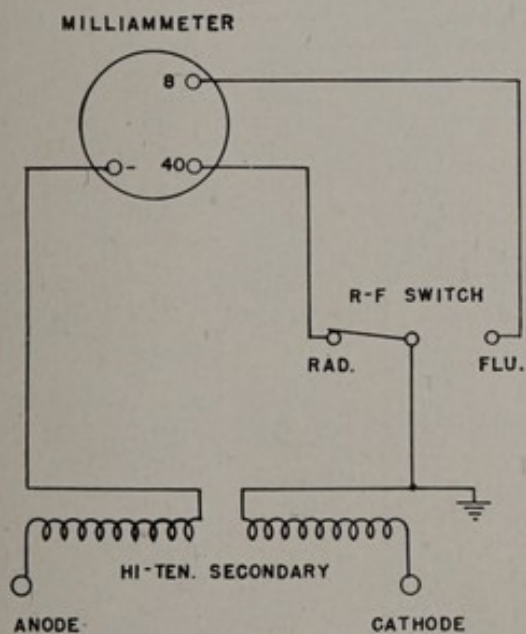 MILLIAMMETER
8
- 40
R-F SWITCH
RAD. FLU.
HI-TEN. SECONDARY
ANODE CATHODE